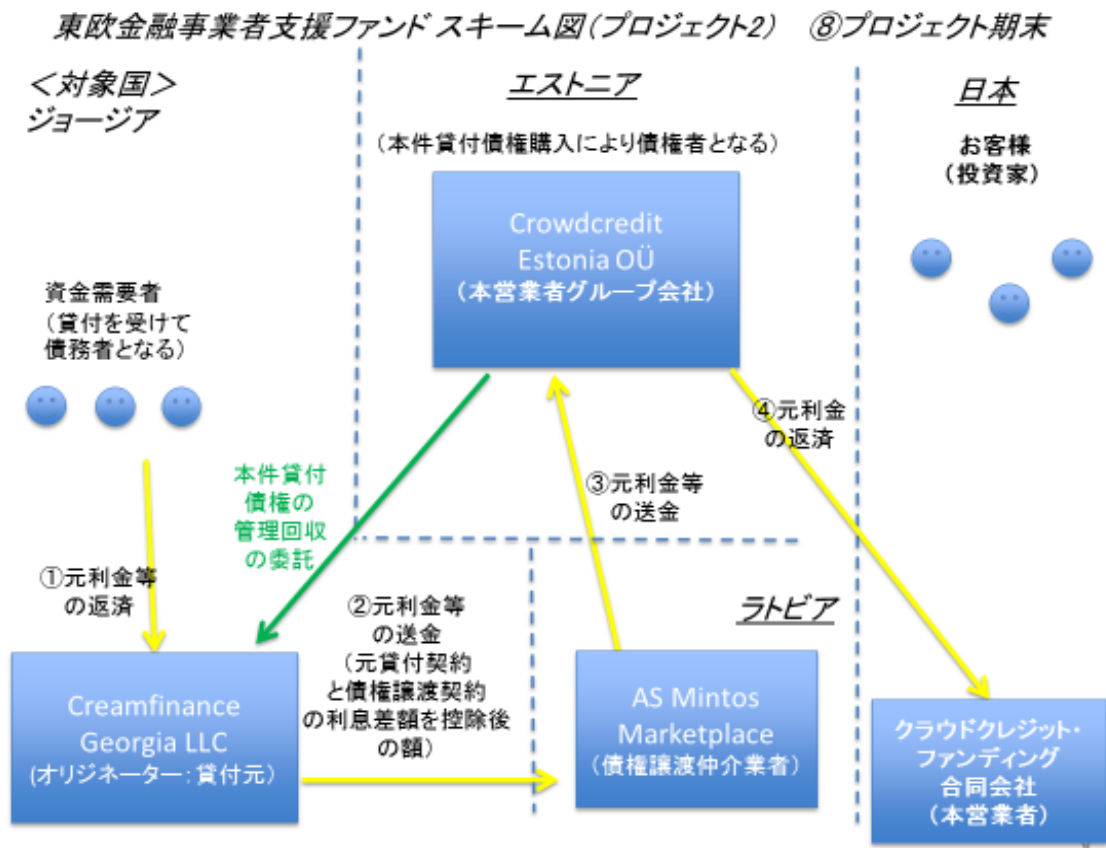 東欧金融事業者支援ファンド スキーム図(プロジェクト2) ⑧プロジェクト期末
＜対象国＞
ジョージア
エストニア
日本
(本件貸付債権購入により債権者となる)
お客様
(投資家)
Crowdcredit
Estonia OÜ
(本営業者グループ会社)
資金需要者
(貸付を受けて
債務者となる)
本件貸付
債権の
管理回収
の委託
③元利金等
の送金
④元利金
の返済
①元利金等
の返済
②元利金等
の送金
(元貸付契約
と債権譲渡契約
の利息差額を控除後
の額)
ラトビア
Creamfinance
Georgia LLC
(オリジネーター：貸付元)
AS Mintos
Marketplace
(債権譲渡仲介業者)
クラウドクレジット・
ファンディング
合同会社
(本営業者)